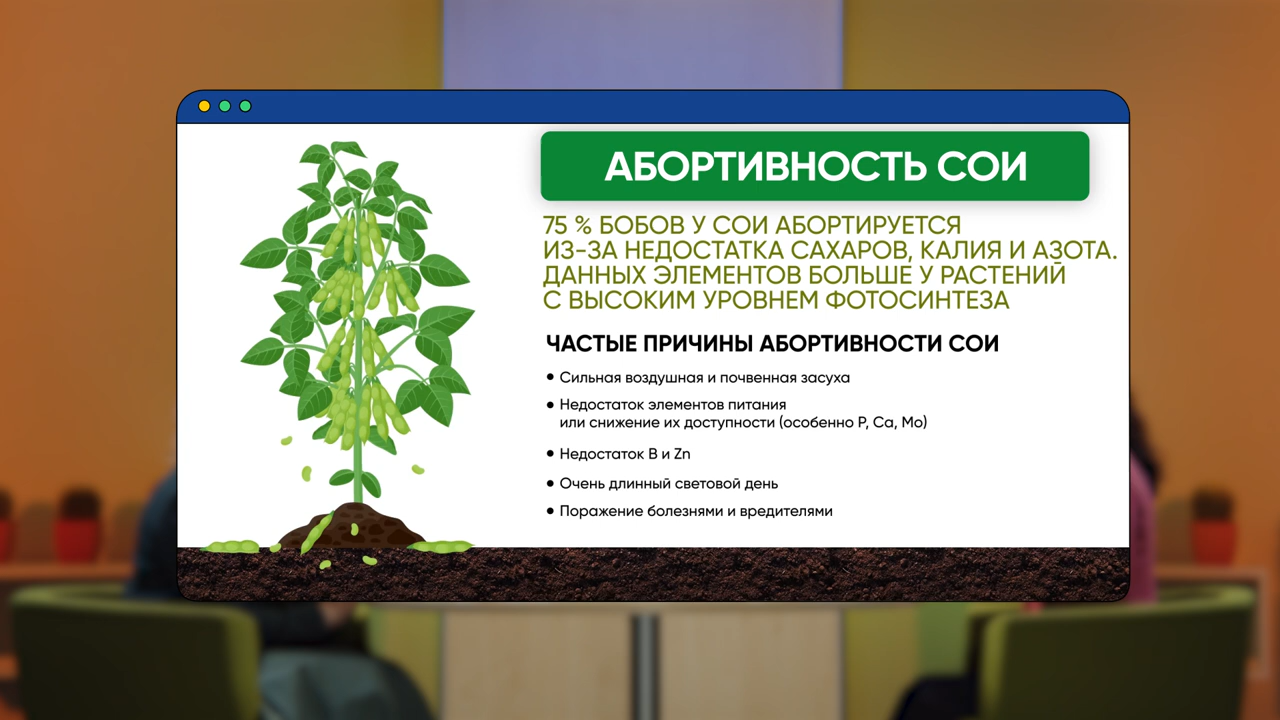 АБОРТИВНОСТЬ СОИ
75 % БОБОВ У СОИ АБОРТИРУЕТСЯ
ИЗ-ЗА НЕДОСТАТКА САХАРОВ, КАЛИЯ И АЗОТА.
ДАННЫХ ЭЛЕМЕНТОВ БОЛЬШЕ У РАСТЕНИЙ
С ВЫСОКИМ УРОВНЕМ ФОТОСИНТЕЗА
ЧАСТЫЕ ПРИЧИНЫ АБОРТИВНОСТИ СОИ
• Сильная воздушная и почвенная засуха
• Недостаток элементов питания
или снижение их доступности (особенно P, Ca, Mo)
• Недостаток B и Zn
• Очень длинный световой день
• Поражение болезнями и вредителями